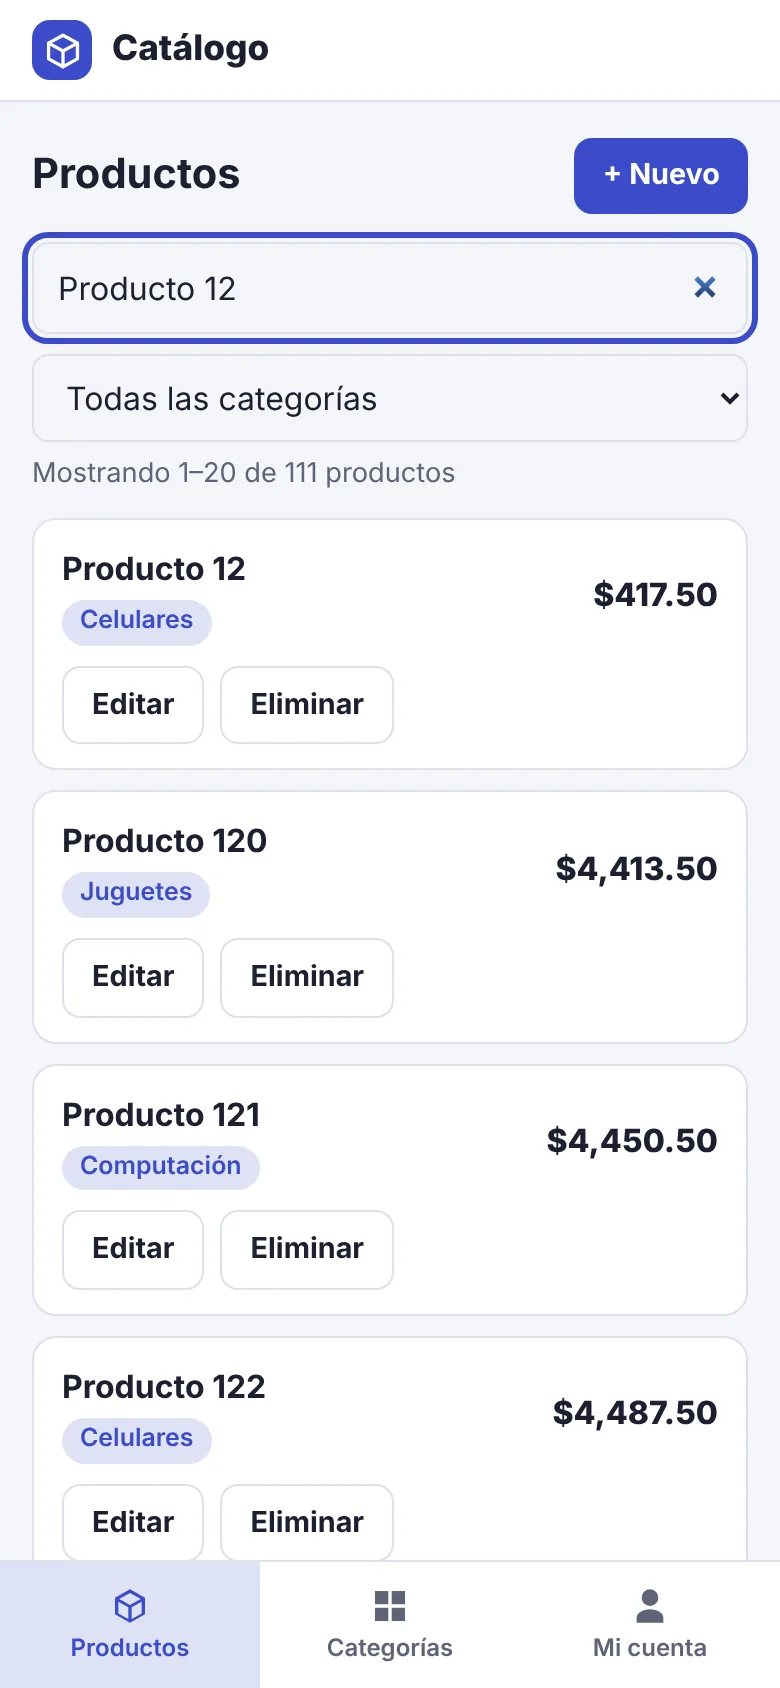 Catálogo
Productos
+ Nuevo
Producto 12
Todas las categorías
Mostrando 1–20 de 111 productos
Producto 12
$417.50
Celulares
Editar
Eliminar
Producto 120
$4,413.50
Juguetes
Editar
Eliminar
Producto 121
$4,450.50
Computación
Editar
Eliminar
Producto 122
$4,487.50
Celulares
Editar
Eliminar
Productos
Categorías
Mi cuenta